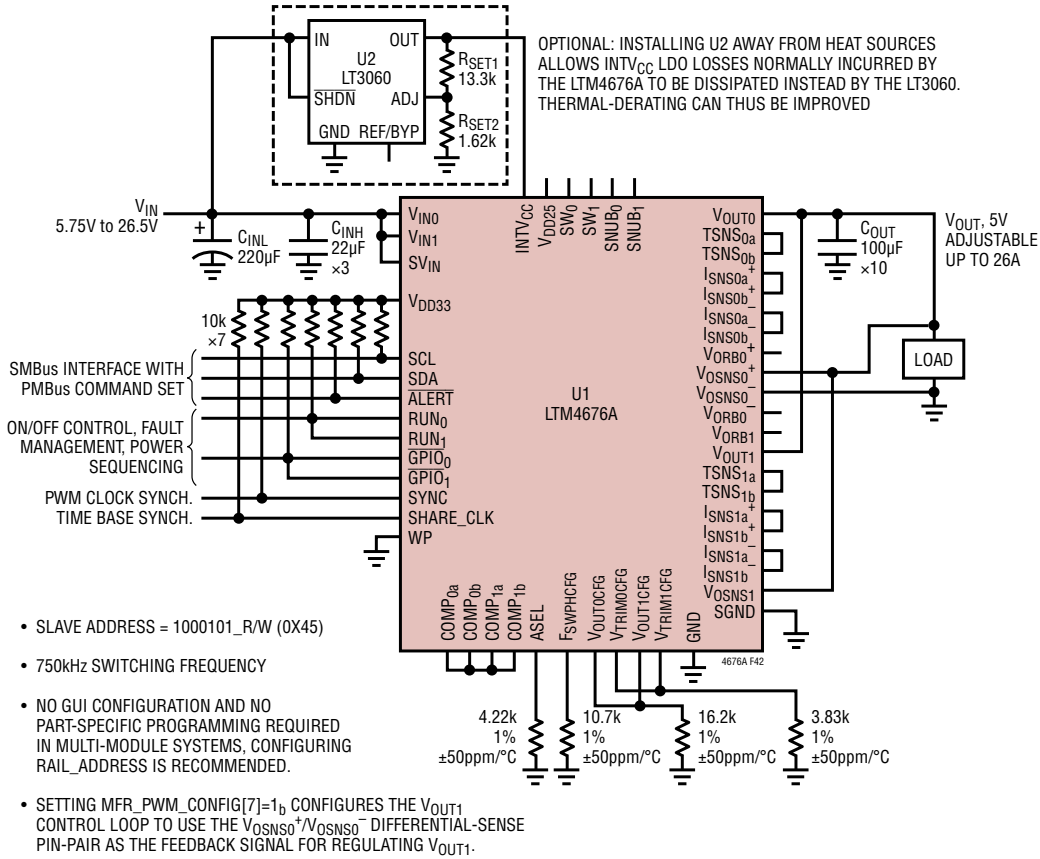 IN
OUT
U2
LT3060
SHDN
ADJ
GND REF/BYP
RSET1
13.3k
RSET2
1.62k
OPTIONAL: INSTALLING U2 AWAY FROM HEAT SOURCES
ALLOWS INTVCC LDO LOSSES NORMALLY INCURRED BY
THE LTM4676A TO BE DISSIPATED INSTEAD BY THE LT3060.
THERMAL-DERATING CAN THUS BE IMPROVED
VIN
5.75V to 26.5V
+
CINL
220µF
CINH
22µF
×3
10k
×7
SMBus INTERFACE WITH
PMBus COMMAND SET
ON/OFF CONTROL, FAULT
MANAGEMENT, POWER
SEQUENCING
PWM CLOCK SYNCH.
TIME BASE SYNCH.
VIN0
VIN1
SVIN
VDD33
SCL
SDA
ALERT
RUN0
RUN1
GPIO0
GPIO1
SYNC
SHARE_CLK
WP
INTVCC
VDD25
SW0
SW1
SNUB0
SNUB1
U1
LTM4676A
VOUT0
TSNS0a
TSNS0b
ISNS0a+
ISNS0b+
ISNS0a–
ISNS0b–
VORB0+
VOSNS0+
VOSNS0–
VORB0–
VORB1
VOUT1
TSNS1a
TSNS1b
ISNS1a+
ISNS1b+
ISNS1a–
ISNS1b–
VOSNS1
SGND
COUT
100µF
×10
VOUT, 5V
ADJUSTABLE
UP TO 26A
LOAD
COMP0a
COMP0b
COMP1a
COMP1b
ASEL
FSWPHCFG
VOUT0CFG
VTRIM0CFG
VOUT1CFG
VTRIM1CFG
GND
4676A F42
4.22k
1%
±50ppm/°C
10.7k
1%
±50ppm/°C
16.2k
1%
±50ppm/°C
3.83k
1%
±50ppm/°C
• SLAVE ADDRESS = 1000101_R/W (0X45)
• 750kHz SWITCHING FREQUENCY
• NO GUI CONFIGURATION AND NO
PART-SPECIFIC PROGRAMMING REQUIRED
IN MULTI-MODULE SYSTEMS, CONFIGURING
RAIL_ADDRESS IS RECOMMENDED.
• SETTING MFR_PWM_CONFIG[7]=1b CONFIGURES THE VOUT1
CONTROL LOOP TO USE THE VOSNS0+/VOSNS0– DIFFERENTIAL-SENSE
PIN-PAIR AS THE FEEDBACK SIGNAL FOR REGULATING VOUT1.